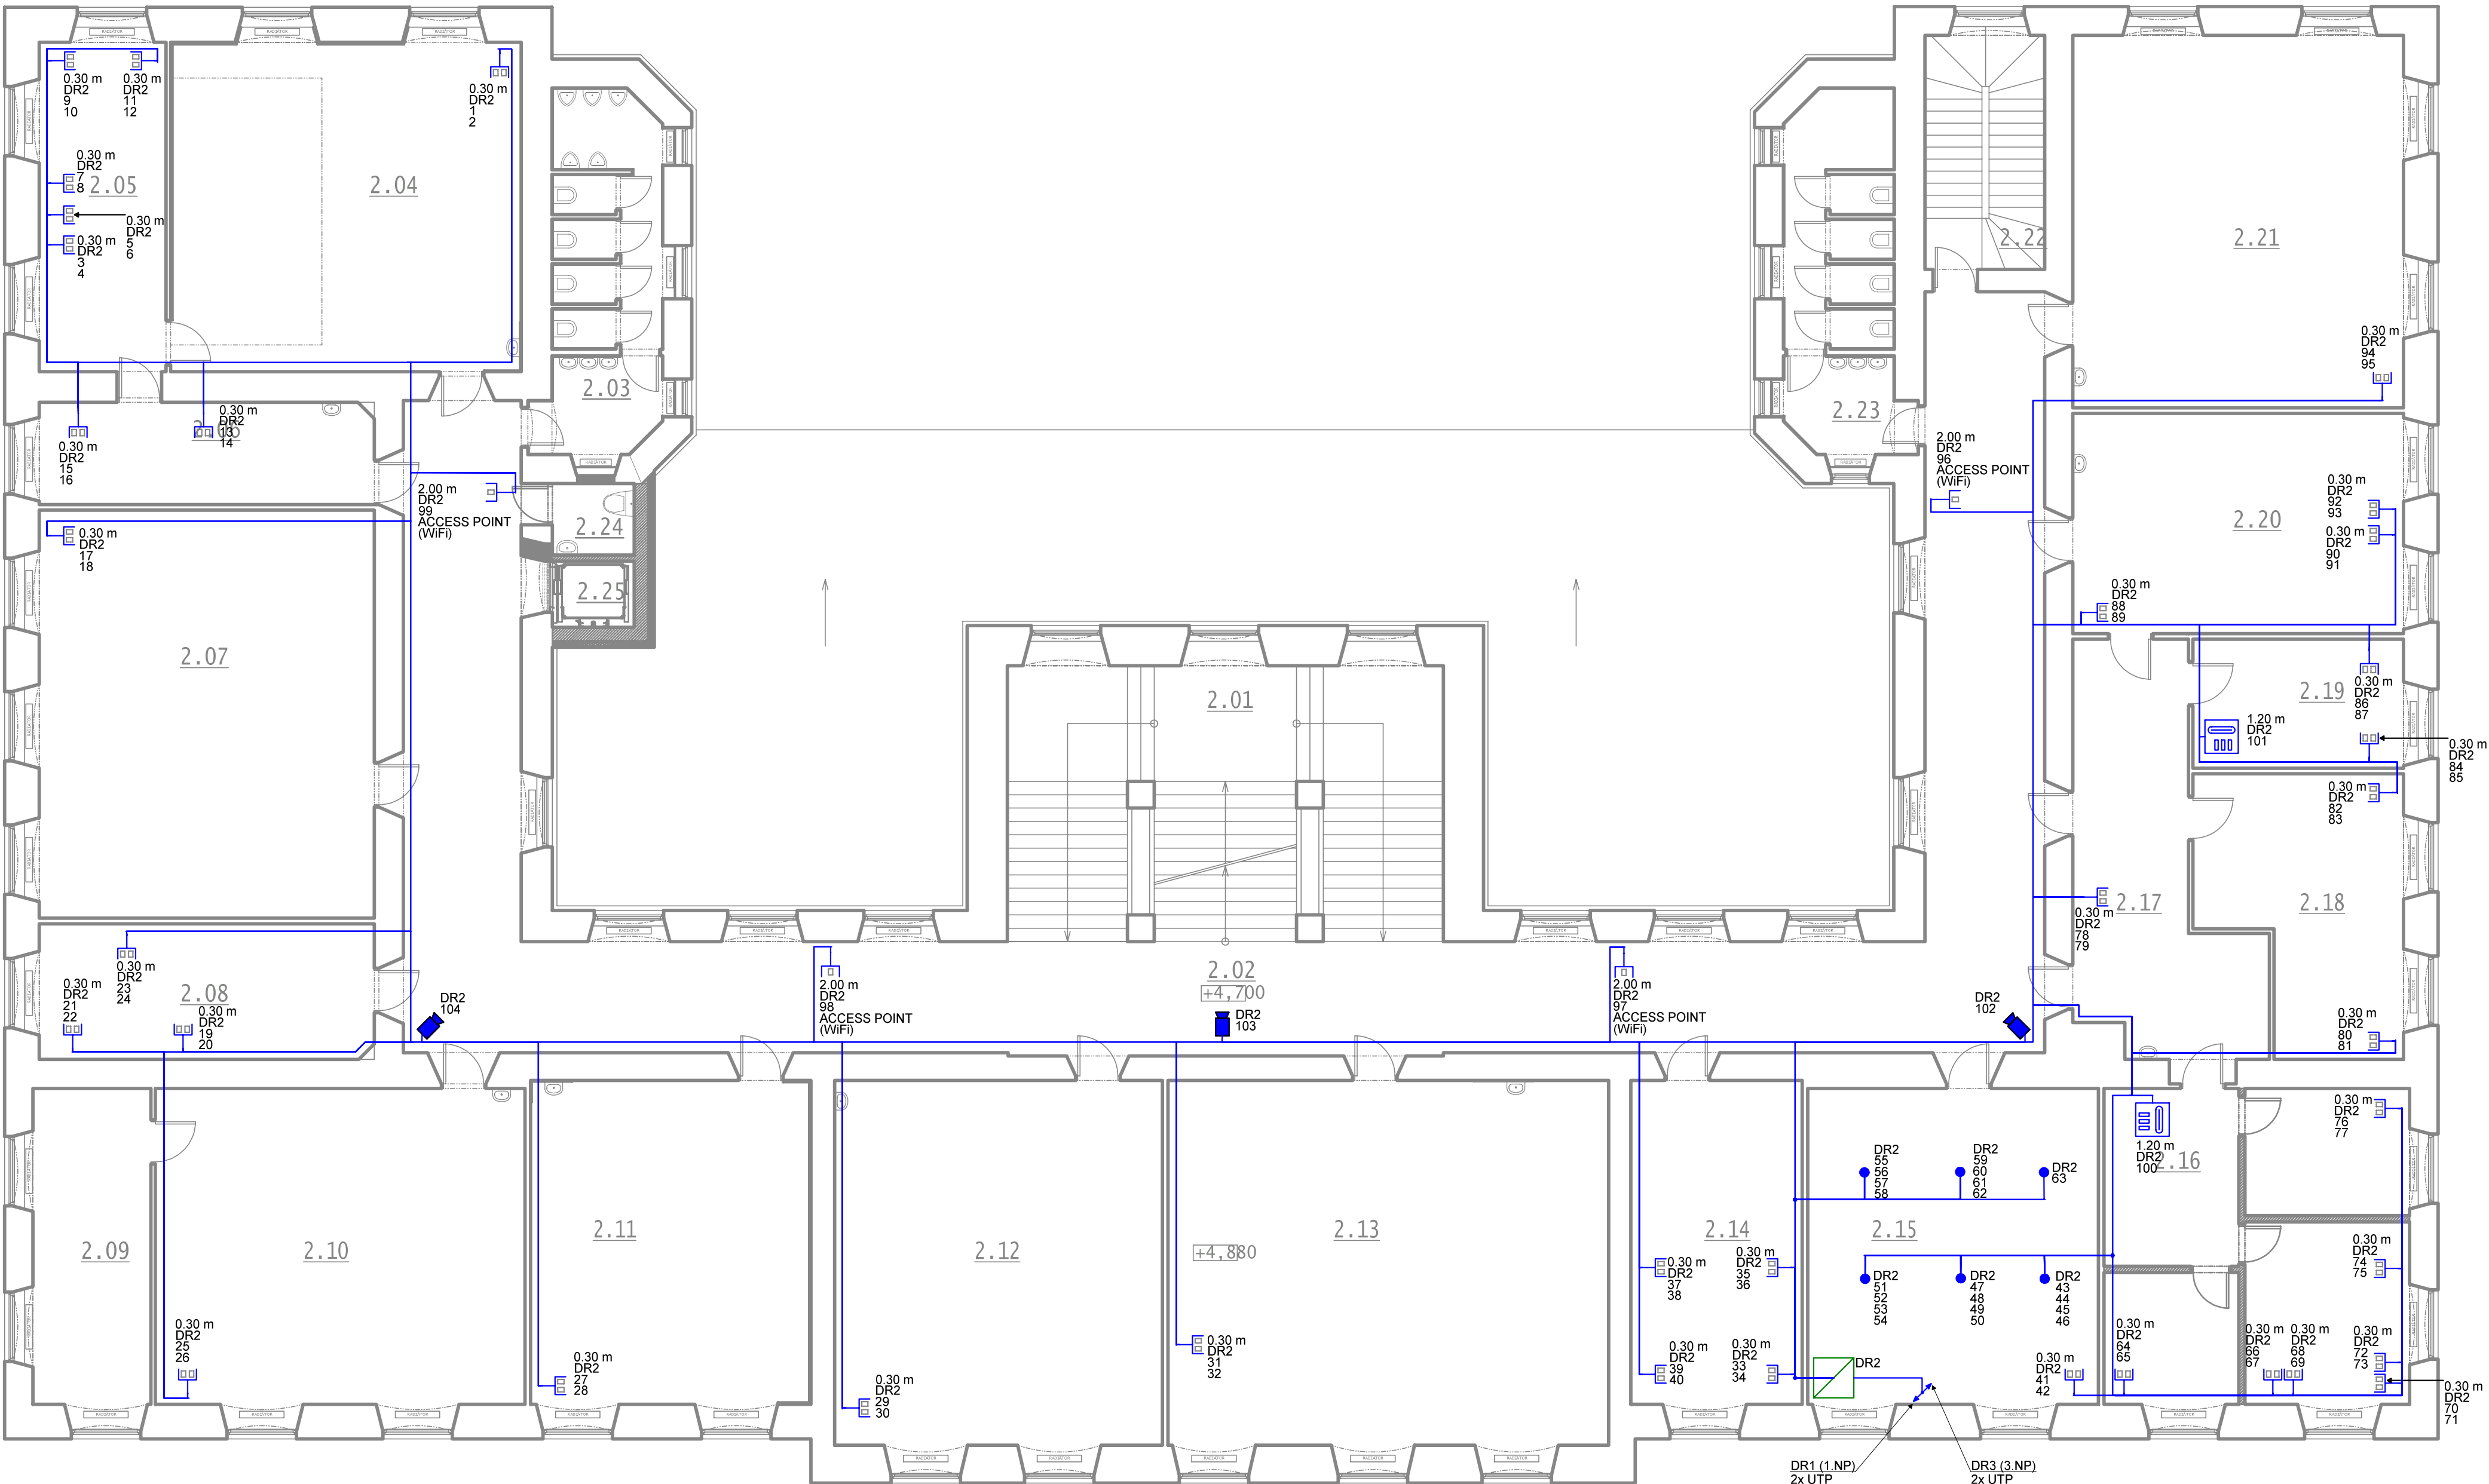 0.30 m
DR2
9
10
0.30 m
DR2
11
12
0.30 m
DR2
1
2
0.30 m
DR2
7
8
2.05
0.30 m
DR2
5
6
0.30 m
DR2
3
4
2.04
2.03
0.30 m
DR2
13
14
2.06
0.30 m
DR2
15
16
2.00 m
DR2
99
ACCESS POINT
(WiFi)
2.24
2.25
0.30 m
DR2
17
18
2.07
2.01
2.22
2.21
0.30 m
DR2
94
95
2.23
2.00 m
DR2
96
ACCESS POINT
(WiFi)
0.30 m
DR2
92
93
2.20
0.30 m
DR2
90
91
0.30 m
DR2
88
89
2.19
0.30 m
DR2
86
87
1.20 m
DR2
101
0.30 m
DR2
84
85
0.30 m
DR2
82
83
2.17
2.18
0.30 m
DR2
78
79
0.30 m
DR2
23
24
0.30 m
DR2
21
22
2.08
0.30 m
DR2
19
20
DR2
104
2.00 m
DR2
98
ACCESS POINT
(WiFi)
2.02
+4,700
DR2
103
2.00 m
DR2
97
ACCESS POINT
(WiFi)
DR2
102
0.30 m
DR2
80
81
0.30 m
DR2
76
77
1.20 m
DR2
100
2.16
DR2
55
56
57
58
DR2
59
60
61
62
DR2
63
2.09
2.10
2.11
2.12
2.13
+4,880
2.14
2.15
0.30 m
DR2
37
38
0.30 m
DR2
35
36
DR2
51
52
53
54
DR2
47
48
49
50
DR2
43
44
45
46
0.30 m
DR2
74
75
0.30 m
DR2
25
26
0.30 m
DR2
27
28
0.30 m
DR2
29
30
0.30 m
DR2
31
32
0.30 m
DR2
39
40
0.30 m
DR2
33
34
DR2
0.30 m
DR2
41
42
0.30 m
DR2
64
65
0.30 m
DR2
66
67
0.30 m
DR2
68
69
0.30 m
DR2
72
73
0.30 m
DR2
70
71
DR1 (1.NP)
2x UTP
DR3 (3.NP)
2x UTP